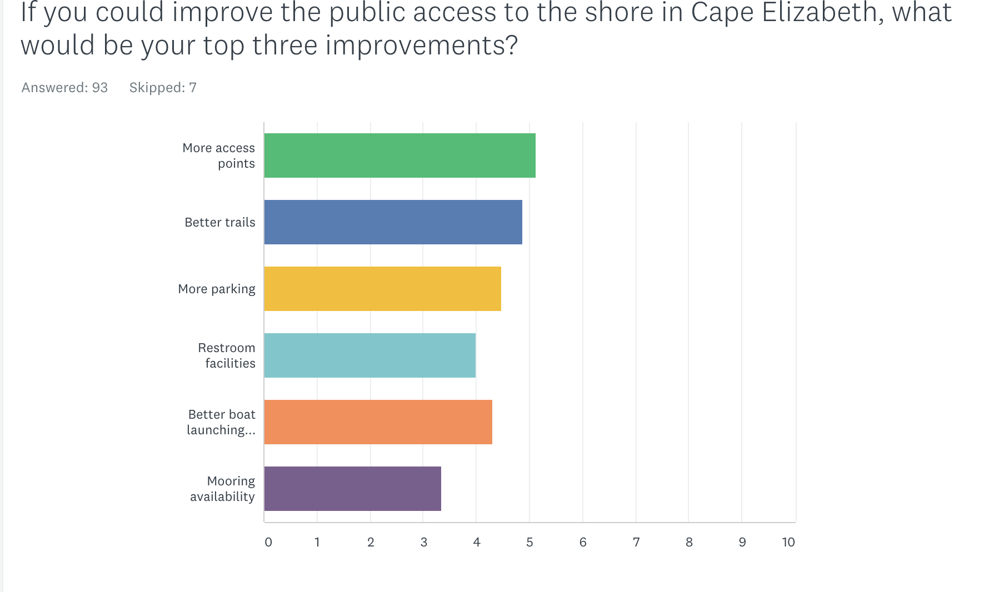 If you could improve the public access to the shore in Cape Elizabeth, what
would be your top three improvements?
Answered: 93 Skipped: 7
More access
points
Better trails
More parking
Restroom
facilities
Better boat
launching...
Mooring
availability
0 1 2 3 4 5 6 7 8 9 10